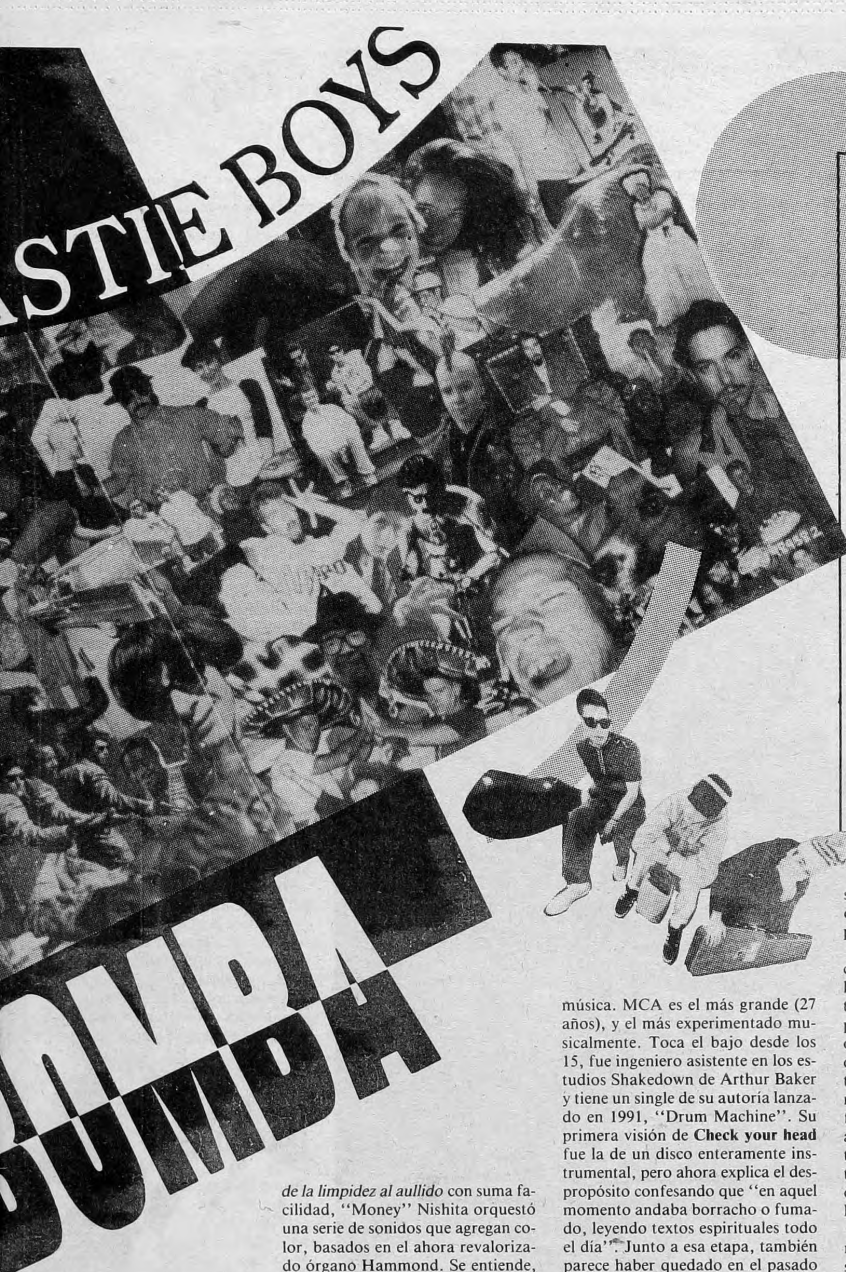 ASTIE BOYS
BOMBA
de la limpidez al aullido con suma fa-
cilidad, "Money" Nishita orquestó
una serie de sonidos que agregan co-
lor, basados en el ahora revaloriza-
do órgano Hammond. Se entiende,
música. MCA es el más grande (27
años), y el más experimentado mu-
sicalmente. Toca el bajo desde los
15, fue ingeniero asistente en los es-
tudios Shakedown de Arthur Baker
y tiene un single de su autoría lanza-
do en 1991, "Drum Machine". Su
primera visión de Check your head
fue la de un disco enteramente ins-
trumental, pero ahora explica el des-
propósito confesando que "en aquel
momento andaba borracho o fuma-
do, leyendo textos espirituales todo
el día". Junto a esa etapa, también
parece haber quedado en el pasado